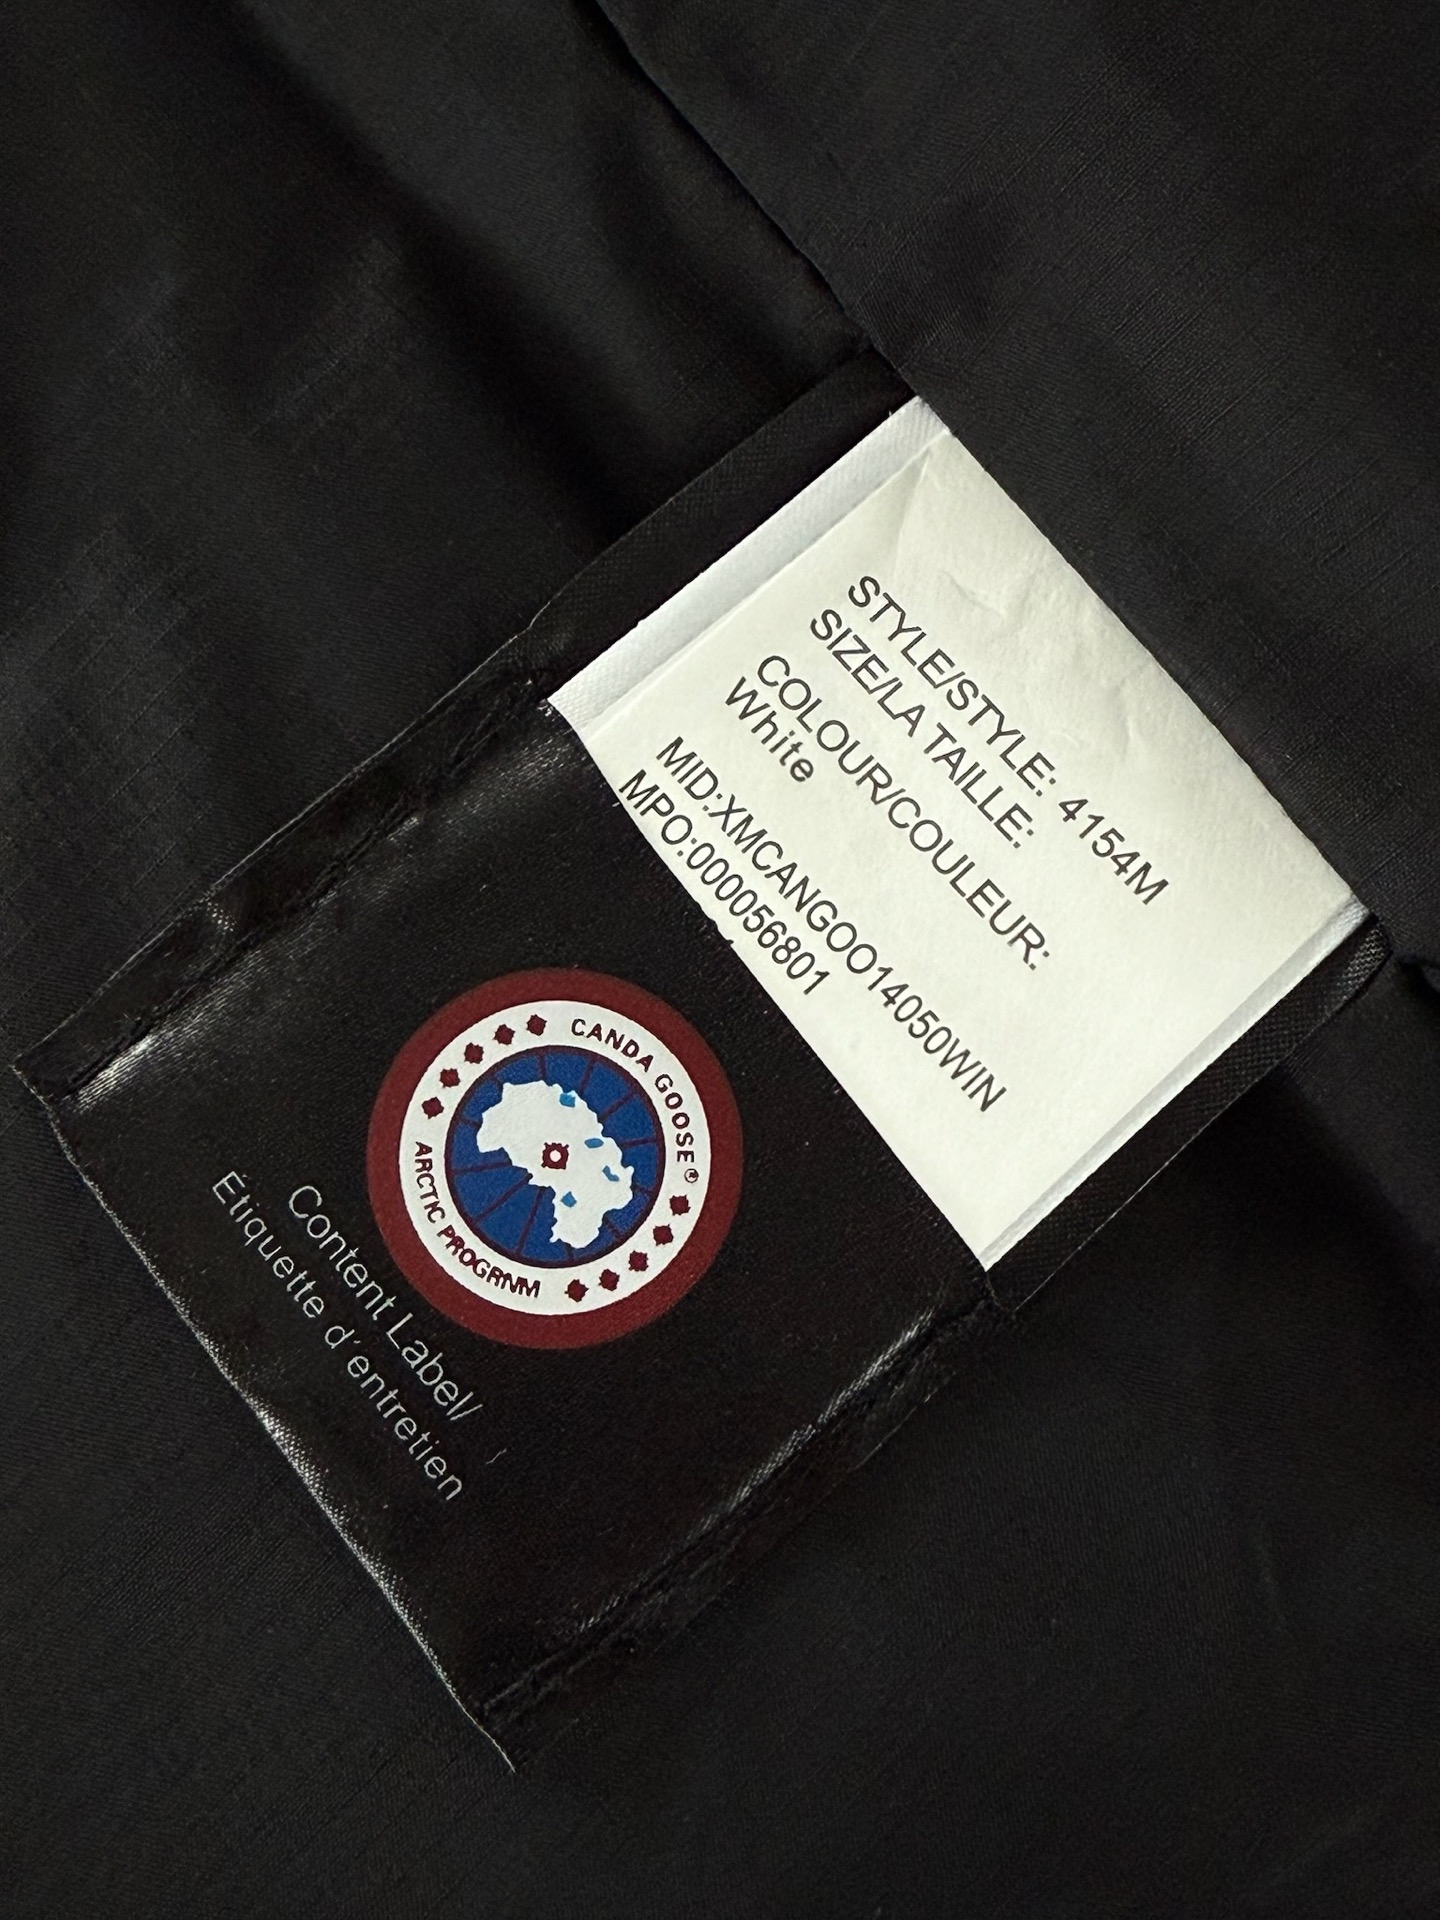 STYLE/STYLE: 4154M
SIZE/LA TAILLE:
COLOUR/COULEUR:
White
MID:XMCANGOO14050WIN
MPO:000056801
CANDA GOOSE®
ARCTIC PROGRNM
Content Label/
Étiquette d'entretien